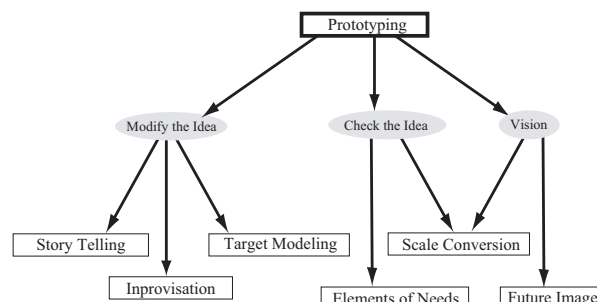 Prototyping
Modify the Idea
Check the Idea
Vision
Story Telling
Target Modeling
Scale Conversion
Inprovisation
Elements of Needs
Future Image